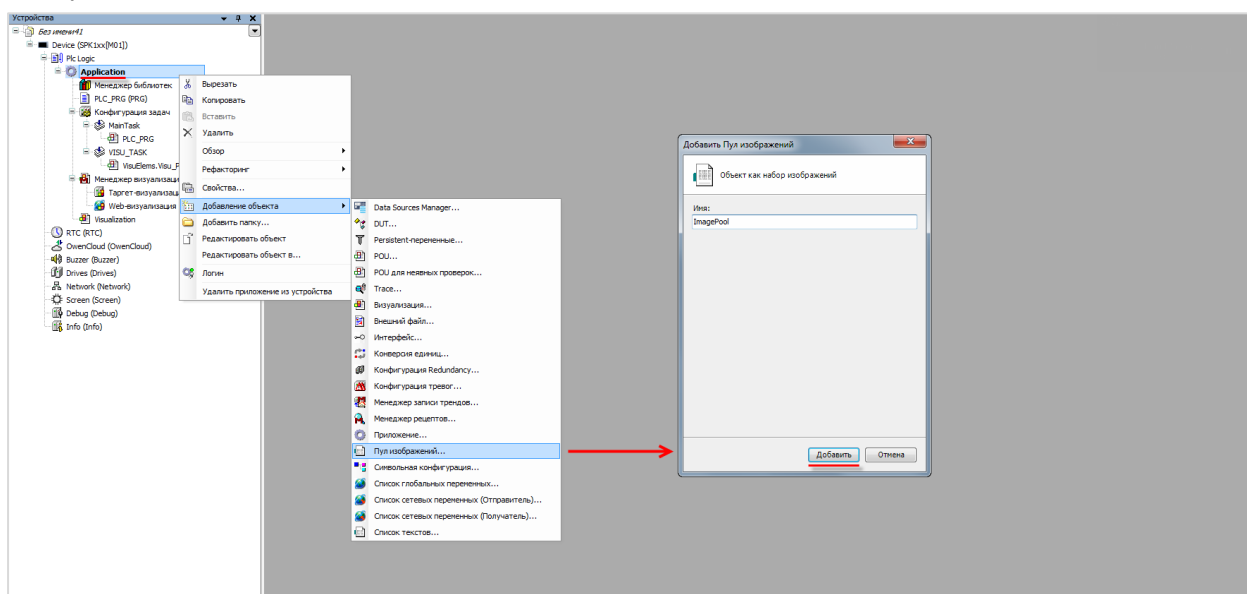 Устройства
Без имени41
Device (SPK1xx[M01])
Plc Logic
Application
Менеджер библиотек
PLC_PRG (PRG)
Конфигурация задач
MainTask
PLC_PRG
VISU_TASK
VisuElems.Visu_P
Менеджер визуализаци
Таргет-визуализац
Web-визуализация
Visualization
RTC (RTC)
OwenCloud (OwenCloud)
Buzzer (Buzzer)
Drives (Drives)
Network (Network)
Screen (Screen)
Debug (Debug)
Info (Info)
Вырезать
Копировать
Вставить
Удалить
Обзор
Рефакторинг
Свойства...
Добавление объекта
Добавить папку...
Редактировать объект
Редактировать объект в...
Логин
Удалить приложение из устройства
Data Sources Manager...
DUT...
Persistent-переменные...
POU...
POU для неявных проверок...
Trace...
Визуализация...
Внешний файл...
Интерфейс...
Конверсия единиц...
Конфигурация Redundancy...
Конфигурация тревог...
Менеджер записи трендов...
Менеджер рецептов...
Приложение...
Пул изображений...
Символьная конфигурация...
Список глобальных переменных...
Список сетевых переменных (Отправитель)...
Список сетевых переменных (Получатель)...
Список текстов...
Добавить Пул изображений
Объект как набор изображений
Имя:
ImagePool
Добавить
Отмена